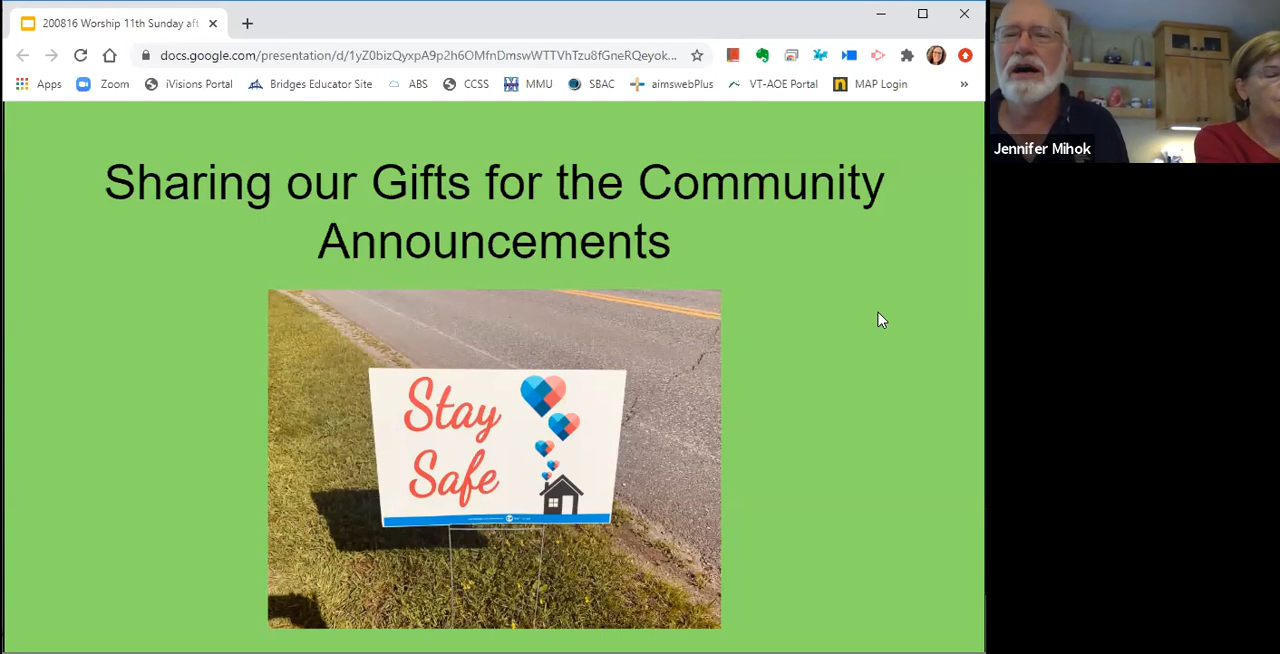 200816 Worship 11th Sunday aft
docs.google.com/presentation/d/1yZ0bizQyxpA9p2h6OMfnDmswWTTVhTzu8fGneRQeyok...
Apps Zoom iVisions Portal Bridges Educator Site ABS CCSS MMU SBAC aimswebPlus VT-AOE Portal MAP Login »
Jennifer Mihok
Sharing our Gifts for the Community
Announcements
Stay
Safe